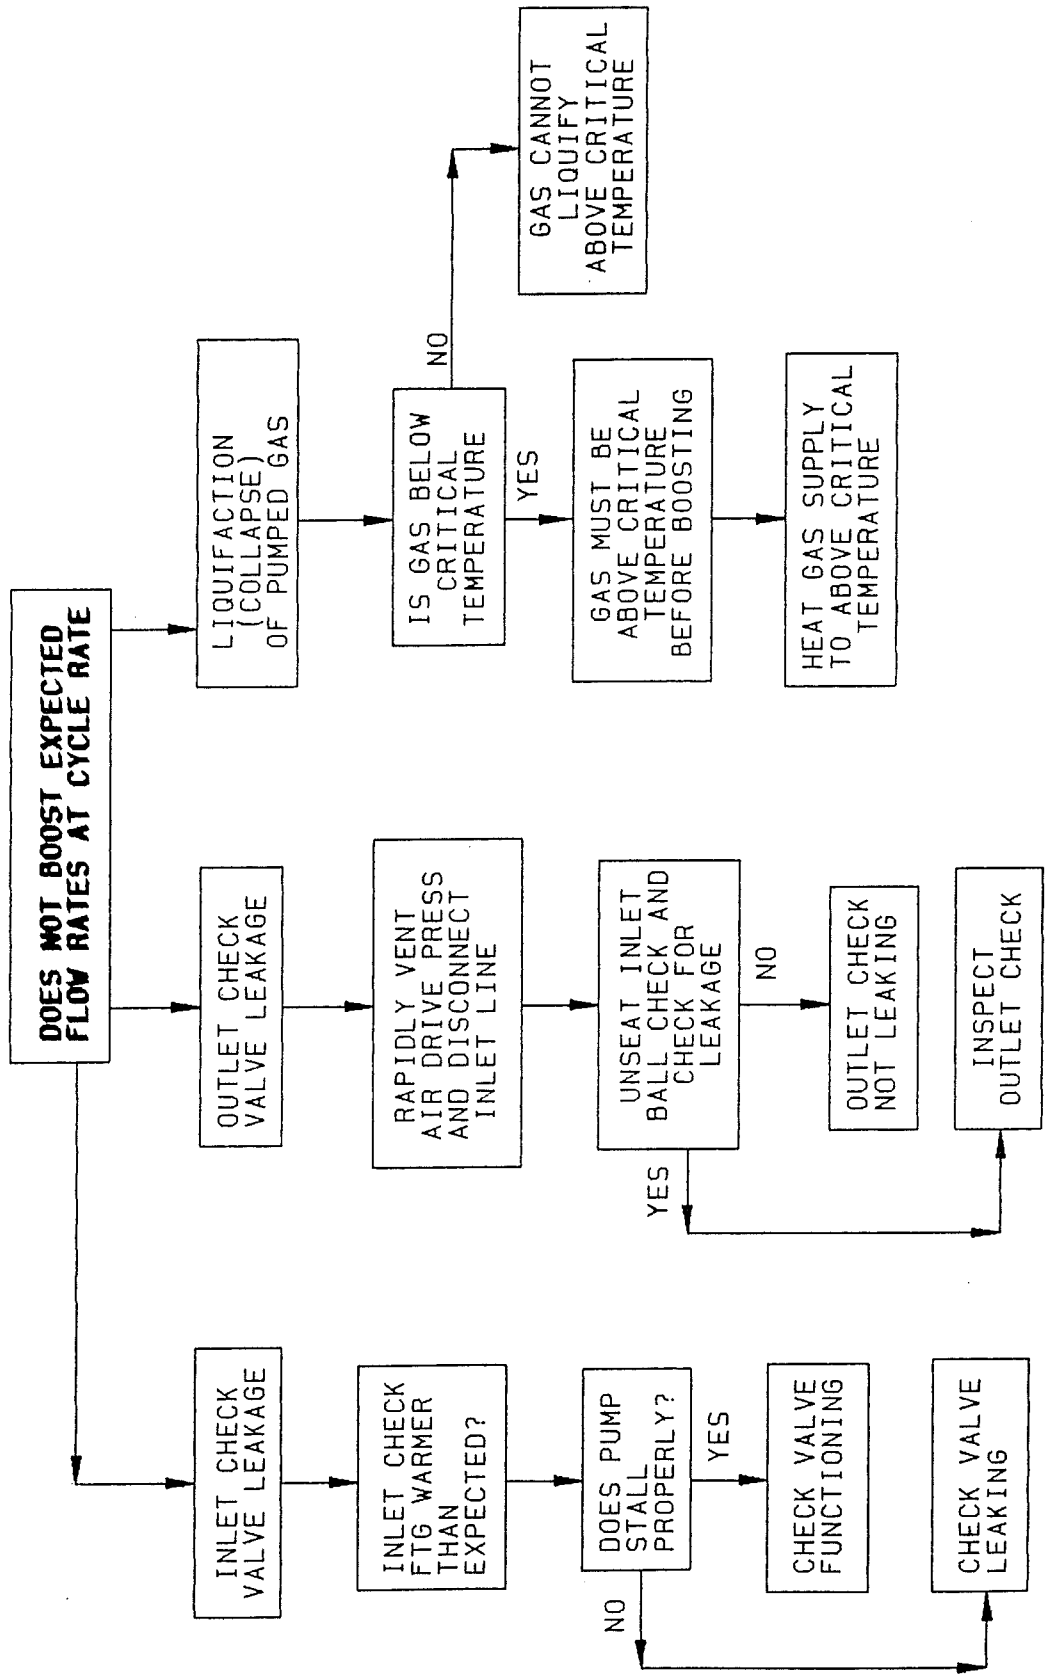 DOES NOT BOOST EXPECTED
FLOW RATES AT CYCLE RATE
INLET CHECK
VALVE LEAKAGE
INLET CHECK
FTG WARMER
THAN
EXPECTED?
DOES PUMP
STALL
PROPERLY?
NO
YES
CHECK VALVE
FUNCTIONING
CHECK VALVE
LEAKING
OUTLET CHECK
VALVE LEAKAGE
RAPIDLY VENT
AIR DRIVE PRESS
AND DISCONNECT
INLET LINE
UNSEAT INLET
BALL CHECK AND
CHECK FOR
LEAKAGE
YES
NO
OUTLET CHECK
NOT LEAKING
INSPECT
OUTLET CHECK
LIQUIFACTION
(COLLAPSE)
OF PUMPED GAS
IS GAS BELOW
CRITICAL
TEMPERATURE
NO
YES
GAS CANNOT
LIQUIFY
ABOVE CRITICAL
TEMPERATURE
GAS MUST BE
ABOVE CRITICAL
TEMPERATURE
BEFORE BOOSTING
HEAT GAS SUPPLY
TO ABOVE CRITICAL
TEMPERATURE